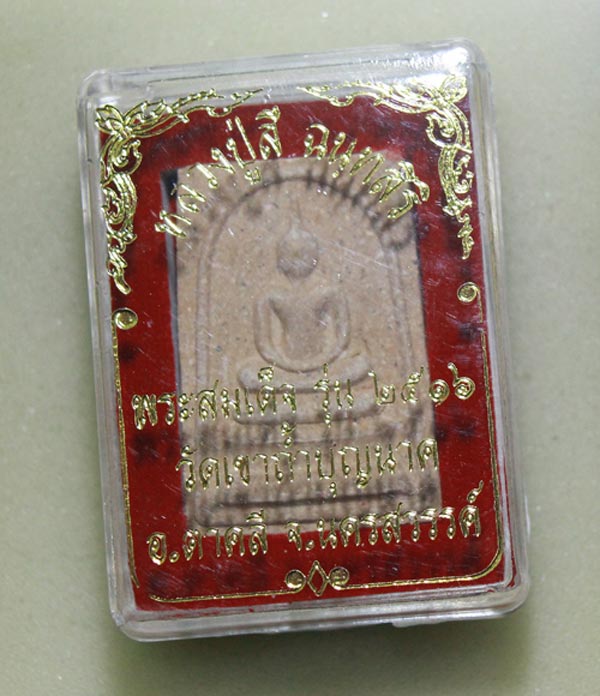 หลวงปู่สี ฉนฺทสิริ
พระสมเด็จ รุ่น ๒๕๑๖
วัดเขาถ้ำบุญนาค
อ.ตาคลี จ.นครสวรรค์